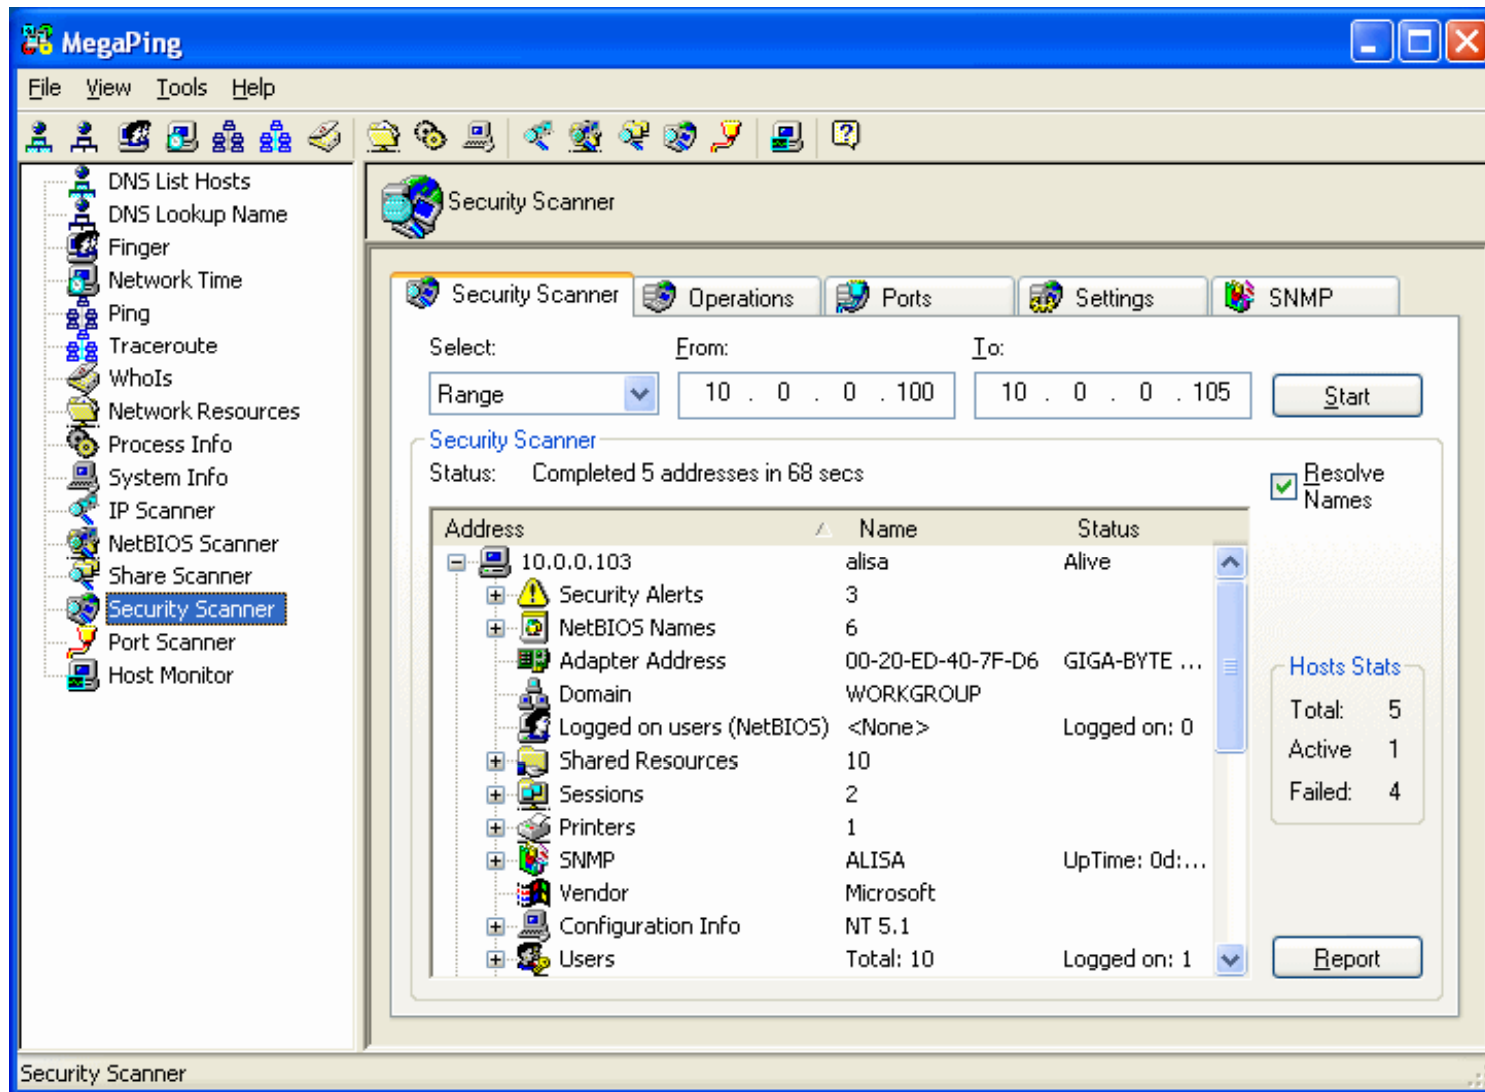 MegaPing
File View Tools Help
DNS List Hosts
DNS Lookup Name
Finger
Network Time
Ping
Traceroute
WhoIs
Network Resources
Process Info
System Info
IP Scanner
NetBIOS Scanner
Share Scanner
Security Scanner
Port Scanner
Host Monitor
Security Scanner
Security Scanner Operations Ports Settings SNMP
Select: From: To:
Range 10 . 0 . 0 . 100 10 . 0 . 0 . 105 Start
Security Scanner
Status: Completed 5 addresses in 68 secs
Resolve Names
Address Name Status
10.0.0.103 alisa Alive
Security Alerts 3
NetBIOS Names 6
Adapter Address 00-20-ED-40-7F-D6 GIGA-BYTE ...
Domain WORKGROUP
Logged on users (NetBIOS) <None> Logged on: 0
Shared Resources 10
Sessions 2
Printers 1
SNMP ALISA UpTime: 0d:...
Vendor Microsoft
Configuration Info NT 5.1
Users Total: 10 Logged on: 1
Hosts Stats
Total: 5
Active 1
Failed: 4
Report
Security Scanner